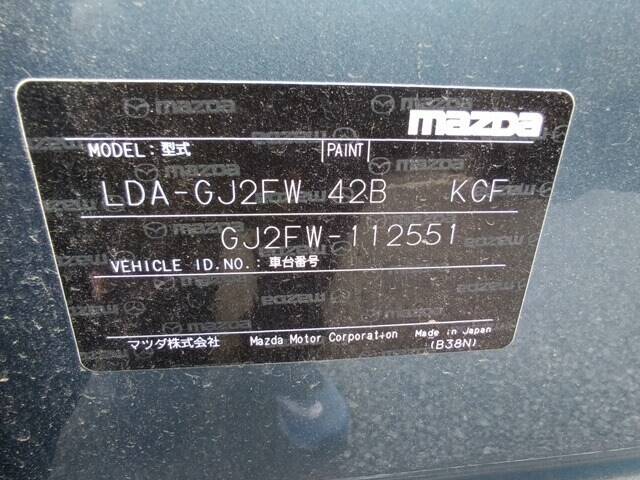 mazda
MODEL:型式 PAINT
LDA-GJ2FW 42B KCF
GJ2FW-112551
VEHICLE ID.NO.:車台番号
マツダ株式会社 Mazda Motor Corporation Made in Japan
(B38N)